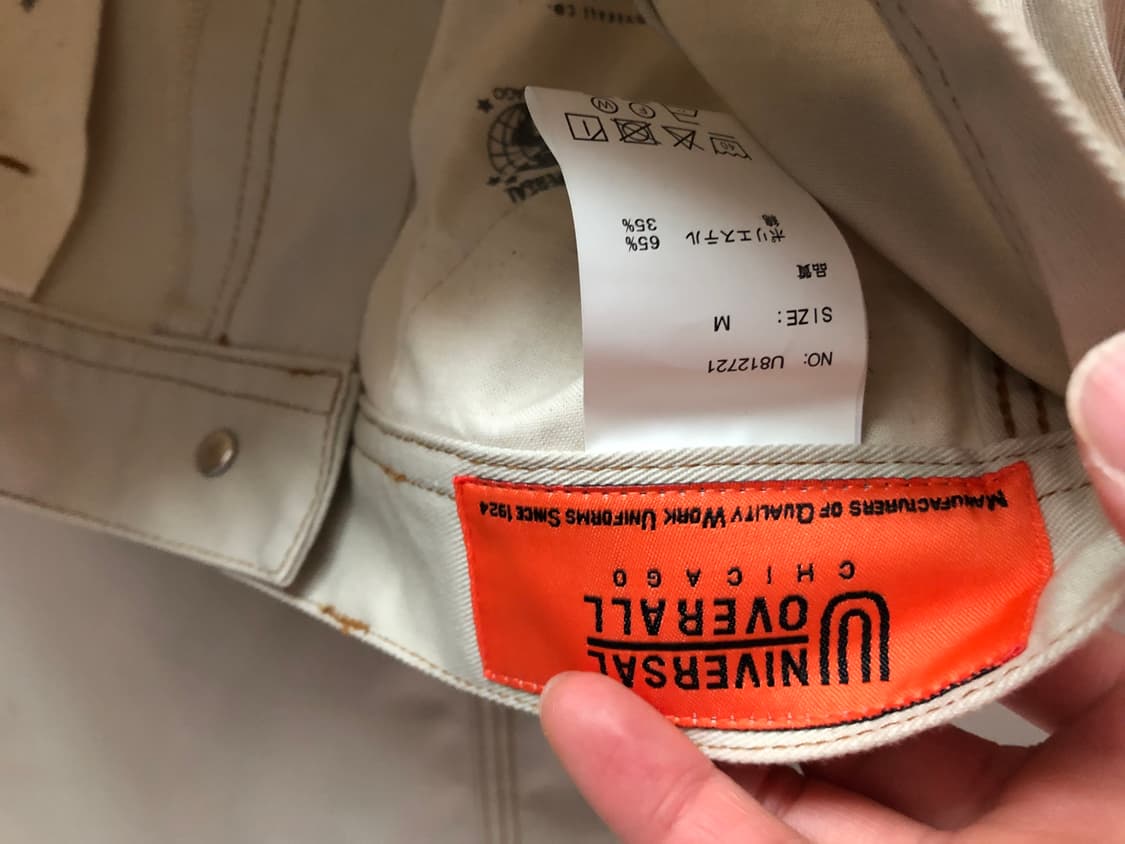 UNIVERSAL
OVERALL
CHICAGO
MANUFACTURERS OF QUALITY WORK UNIFORMS SINCE 1924
NO: U812721
SIZE: M
品質
ポリエステル 65%
綿 35%
40
F W